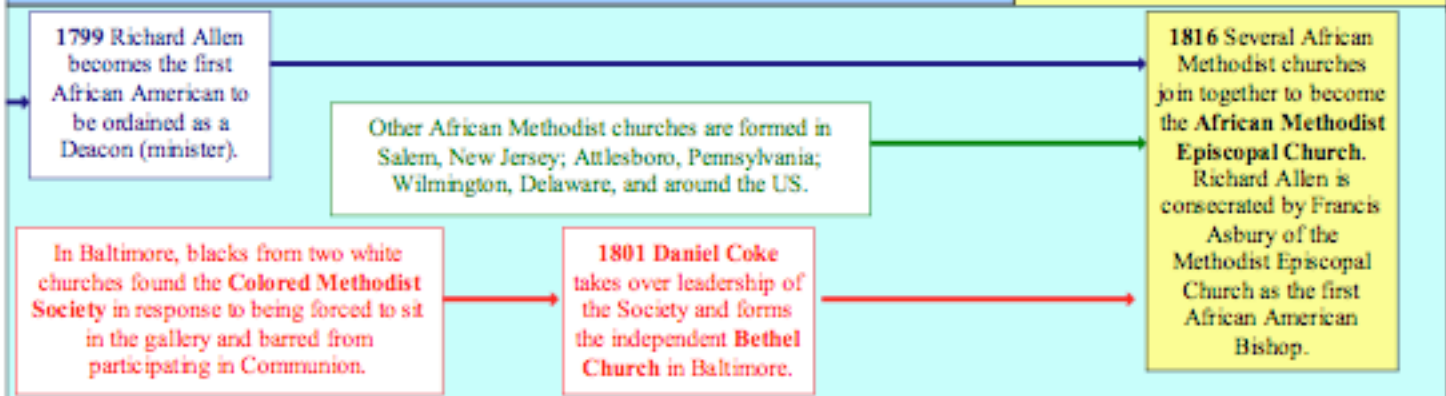 1799 Richard Allen
becomes the first
African American to
be ordained as a
Deacon (minister).
Other African Methodist churches are formed in
Salem, New Jersey; Attlesboro, Pennsylvania;
Wilmington, Delaware, and around the US.
In Baltimore, blacks from two white
churches found the Colored Methodist
Society in response to being forced to sit
in the gallery and barred from
participating in Communion.
1801 Daniel Coke
takes over leadership of
the Society and forms
the independent Bethel
Church in Baltimore.
1816 Several African
Methodist churches
join together to become
the African Methodist
Episcopal Church.
Richard Allen is
consecrated by Francis
Asbury of the
Methodist Episcopal
Church as the first
African American
Bishop.